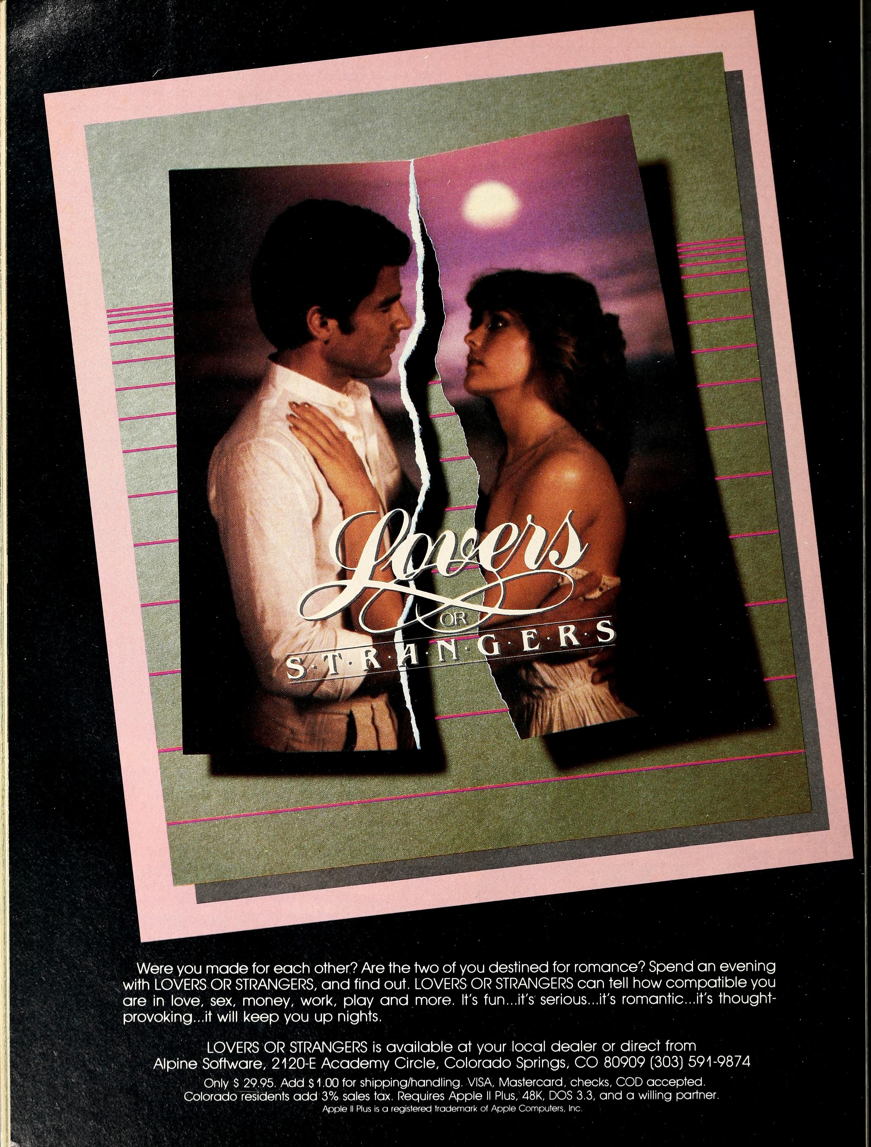 Lovers
OR
S·T·R·A·N·G·E·R·S
Were you made for each other? Are the two of you destined for romance? Spend an evening
with LOVERS OR STRANGERS, and find out. LOVERS OR STRANGERS can tell how compatible you
are in love, sex, money, work, play and more. It's fun...it's serious...it's romantic...it's thought-
provoking...it will keep you up nights.
LOVERS OR STRANGERS is available at your local dealer or direct from
Alpine Software, 2120-E Academy Circle, Colorado Springs, CO 80909 (303) 591-9874
Only $ 29.95. Add $1.00 for shipping/handling. VISA, Mastercard, checks, COD accepted.
Colorado residents add 3% sales tax. Requires Apple II Plus, 48K, DOS 3.3, and a willing partner.
Apple II Plus is a registered trademark of Apple Computers, Inc.